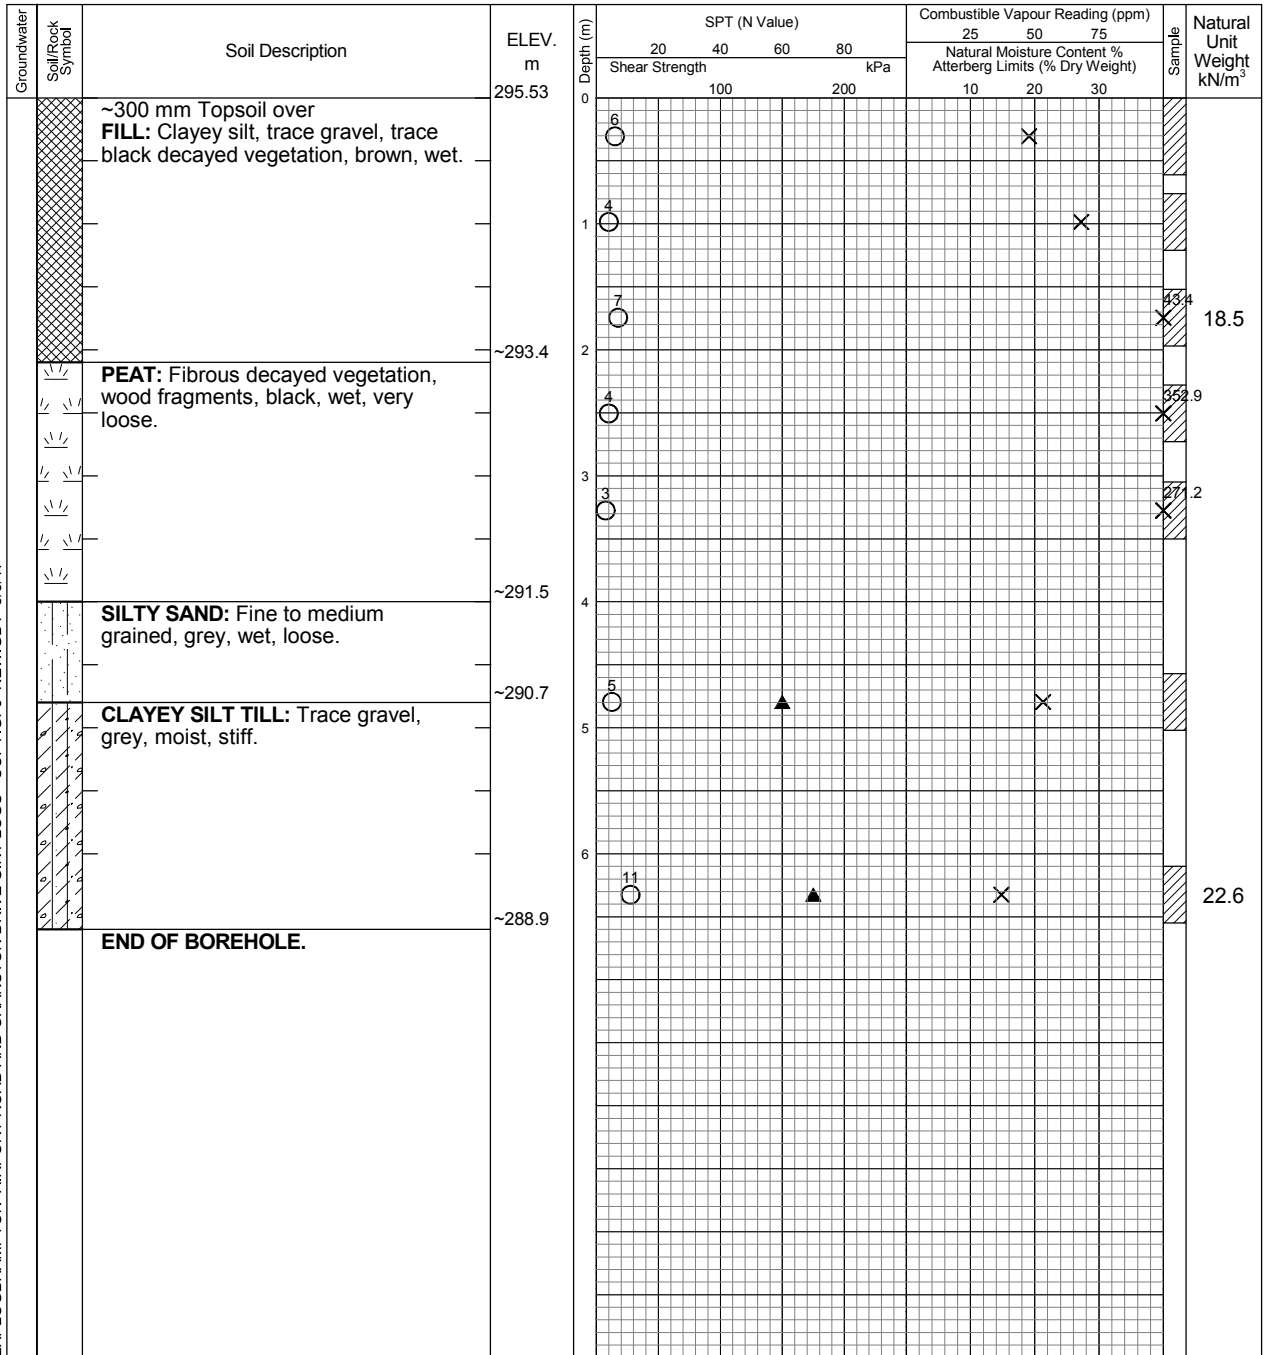 Groundwater
Soil/Rock
Symbol
Soil Description
ELEV.
m
Depth (m)
SPT (N Value)
20 40 60 80
Shear Strength kPa
100 200
Combustible Vapour Reading (ppm)
25 50 75
Natural Moisture Content %
Atterberg Limits (% Dry Weight)
10 20 30
Sample
Natural
Unit
Weight
kN/m³
295.53
0
~300 mm Topsoil over
FILL: Clayey silt, trace gravel, trace
black decayed vegetation, brown, wet.
6
4
1
7
43.4
18.5
~293.4
2
PEAT: Fibrous decayed vegetation,
wood fragments, black, wet, very
loose.
4
352.9
3
3
271.2
~291.5
4
SILTY SAND: Fine to medium
grained, grey, wet, loose.
~290.7
5
CLAYEY SILT TILL: Trace gravel,
grey, moist, stiff.
5
6
11
22.6
~288.9
END OF BOREHOLE.